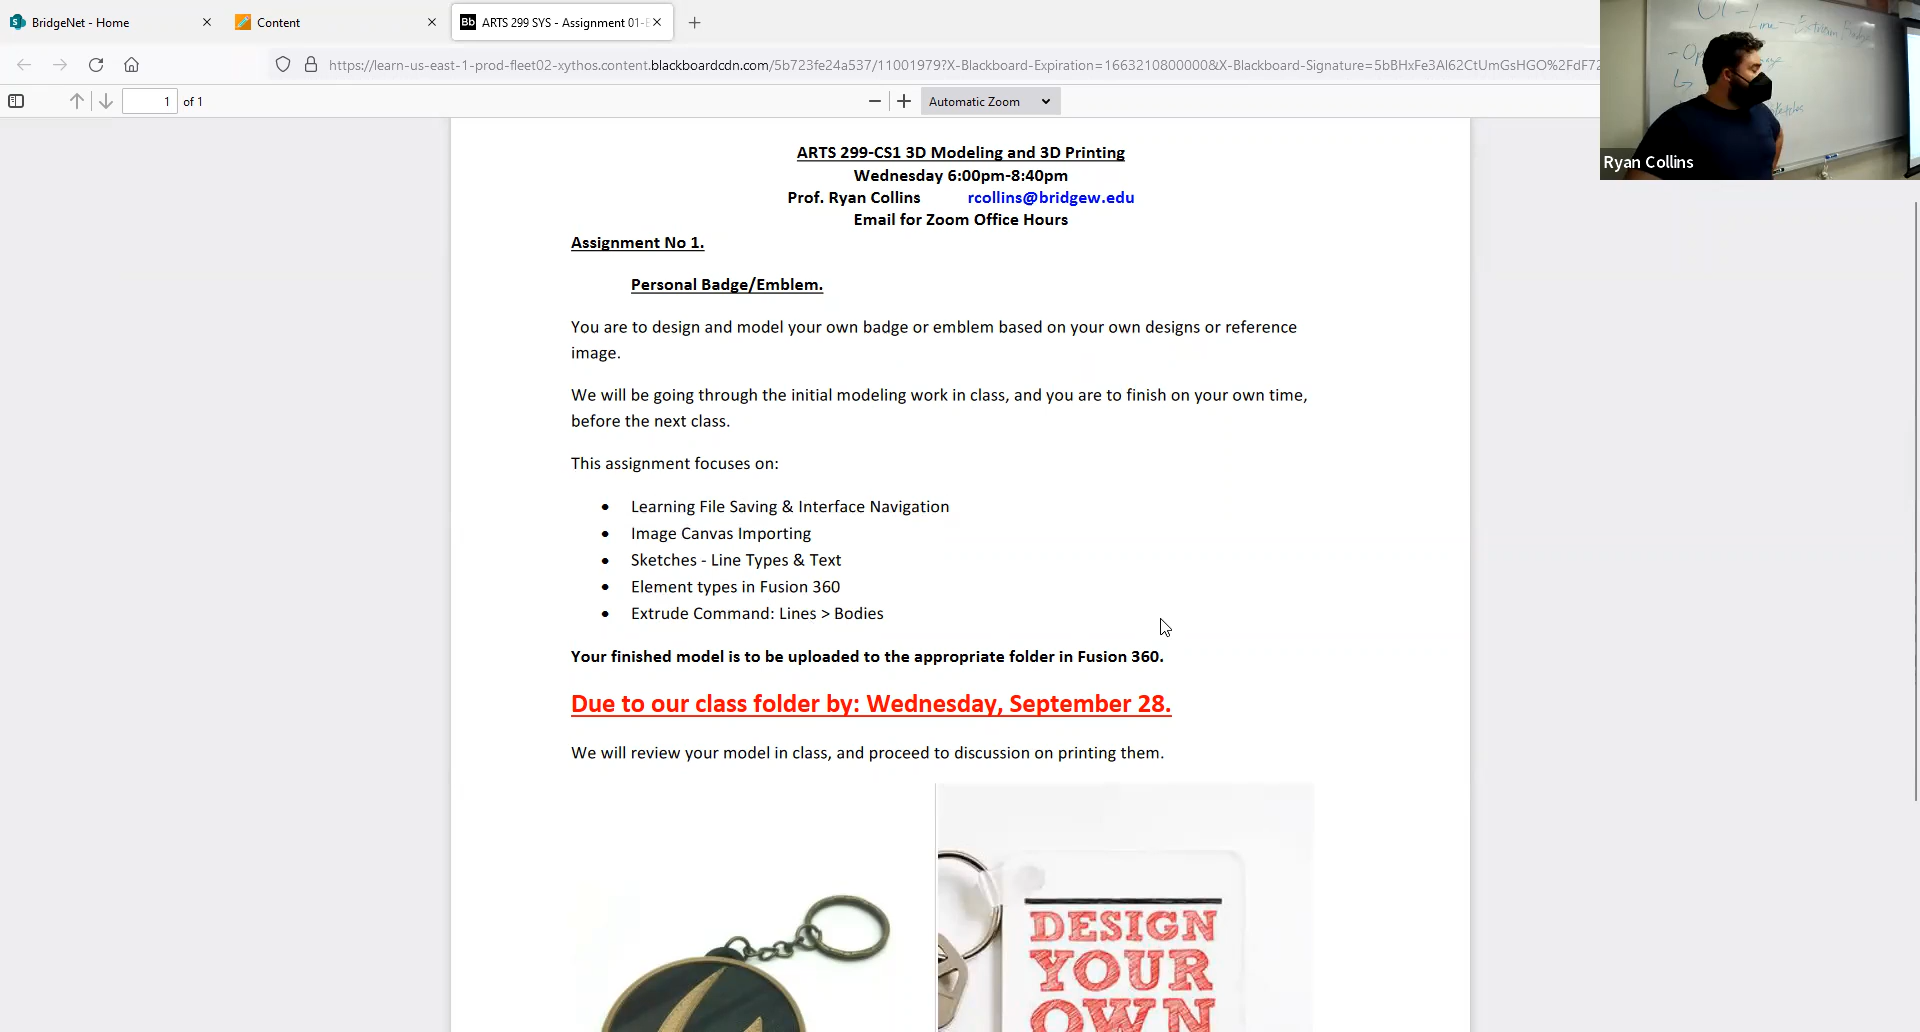 BridgeNet - Home
Content
Bb ARTS 299 SYS - Assignment 01-
https://learn-us-east-1-prod-fleet02-xythos.content.blackboardcdn.com/5b723fe24a537/11001979?X-Blackboard-Expiration=1663210800000&X-Blackboard-Signature=5bBHxFe3Al62CtUmGsHGO%2FdF72
1 of 1
Automatic Zoom
Ryan Collins
ARTS 299-CS1 3D Modeling and 3D Printing
Wednesday 6:00pm-8:40pm
Prof. Ryan Collins rcollins@bridgew.edu
Email for Zoom Office Hours
Assignment No 1.
Personal Badge/Emblem.
You are to design and model your own badge or emblem based on your own designs or reference
image.
We will be going through the initial modeling work in class, and you are to finish on your own time,
before the next class.
This assignment focuses on:
• Learning File Saving & Interface Navigation
• Image Canvas Importing
• Sketches - Line Types & Text
• Element types in Fusion 360
• Extrude Command: Lines > Bodies
Your finished model is to be uploaded to the appropriate folder in Fusion 360.
Due to our class folder by: Wednesday, September 28.
We will review your model in class, and proceed to discussion on printing them.
DESIGN
YOUR
OWN